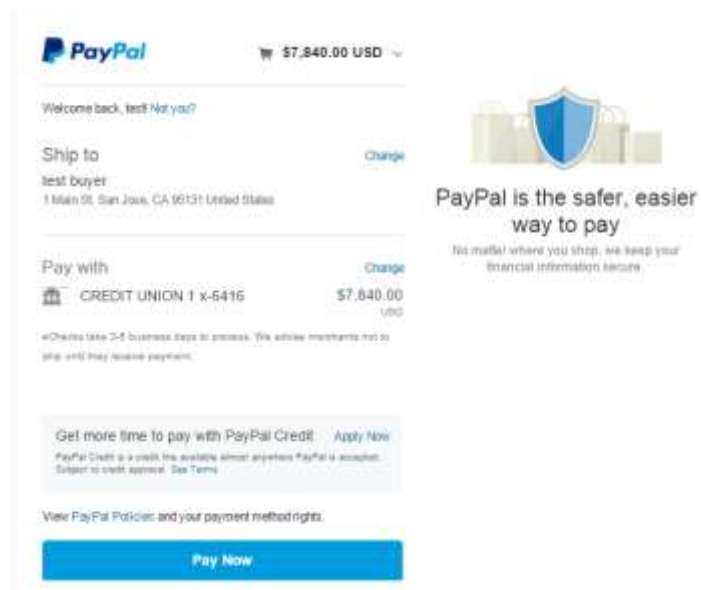 PayPal
$7,840.00 USD
Welcome back, test! Not you?
Ship to Change
test buyer
1 Main St, San Jose, CA 95131 United States
Pay with Change
CREDIT UNION 1 x-6416 $7,840.00
USD
eChecks take 3-5 business days to process. We advise merchants not to
ship until they receive payment.
Get more time to pay with PayPal Credit Apply Now
PayPal Credit is a credit line available almost anywhere PayPal is accepted.
Subject to credit approval. See Terms
View PayPal Policies and your payment method rights.
Pay Now
PayPal is the safer, easier
way to pay
No matter where you shop, we keep your
financial information secure.